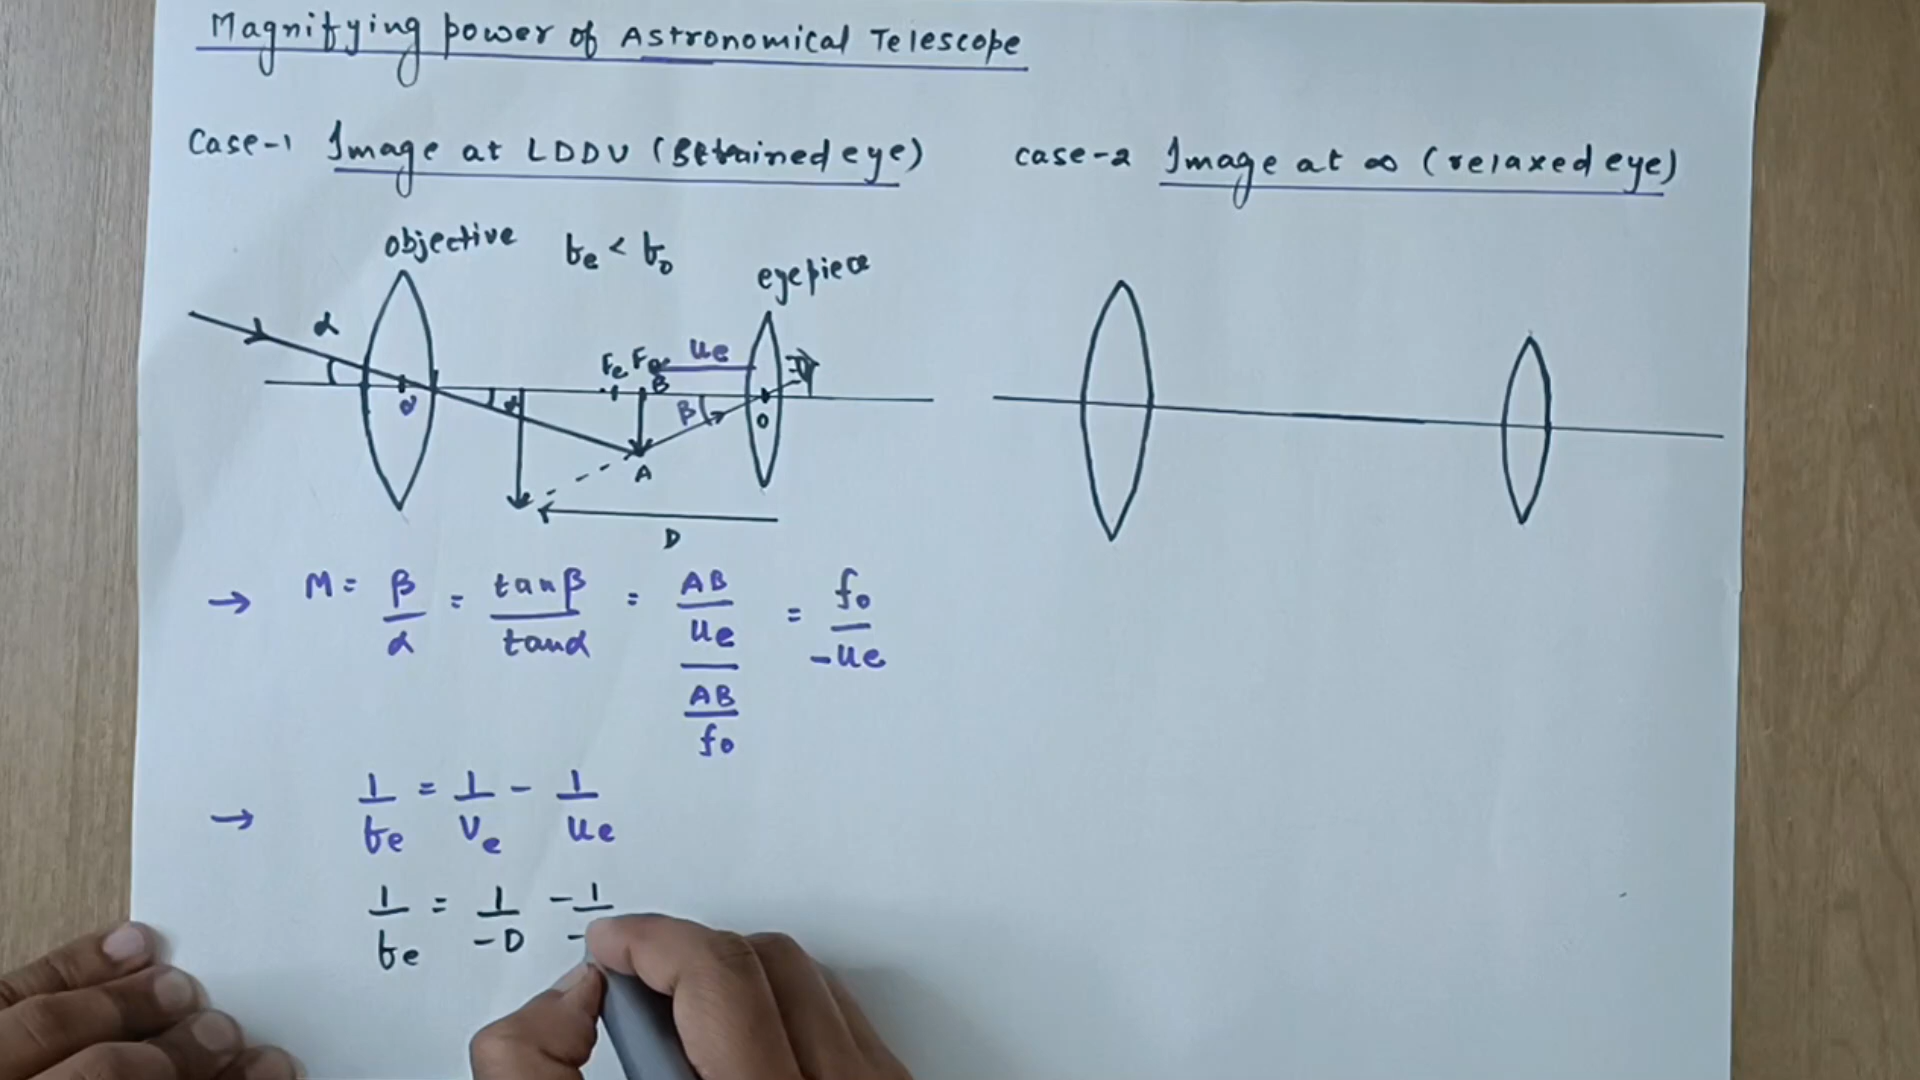 Magnifying power of Astronomical Telescope
Case-1 Image at LDDV (Strained eye)
case-2 Image at ∞ (relaxed eye)
objective
fe < fo
eyepiece
α
Fe Fo
ue
B
O'
α
β
O
A
D
→ M = β/α = tanβ/tanα = (AB/ue)/(AB/fo) = fo/-ue
→ 1/fe = 1/Ve - 1/ue
1/fe = 1/-D - 1/-